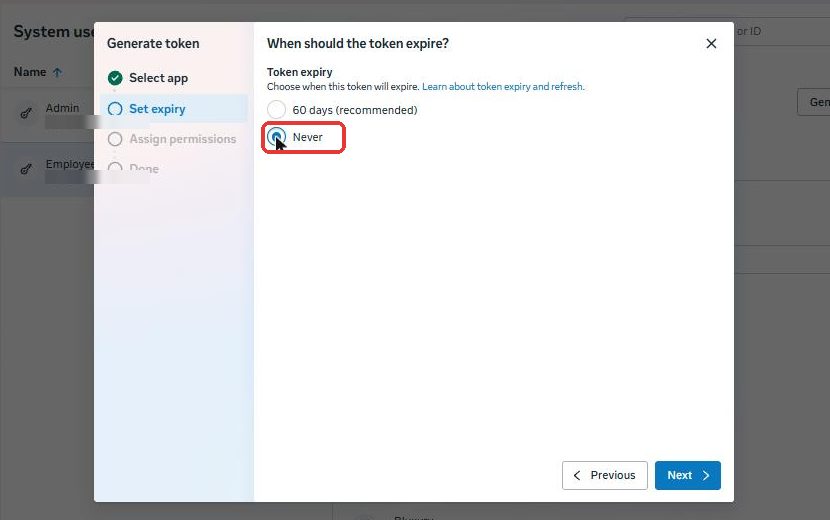 System use
or ID
Name ↑
Admin
Employee
Gen
Generate token
Select app
Set expiry
Assign permissions
Done
When should the token expire?
Token expiry
Choose when this token will expire. Learn about token expiry and refresh.
60 days (recommended)
Never
Previous
Next